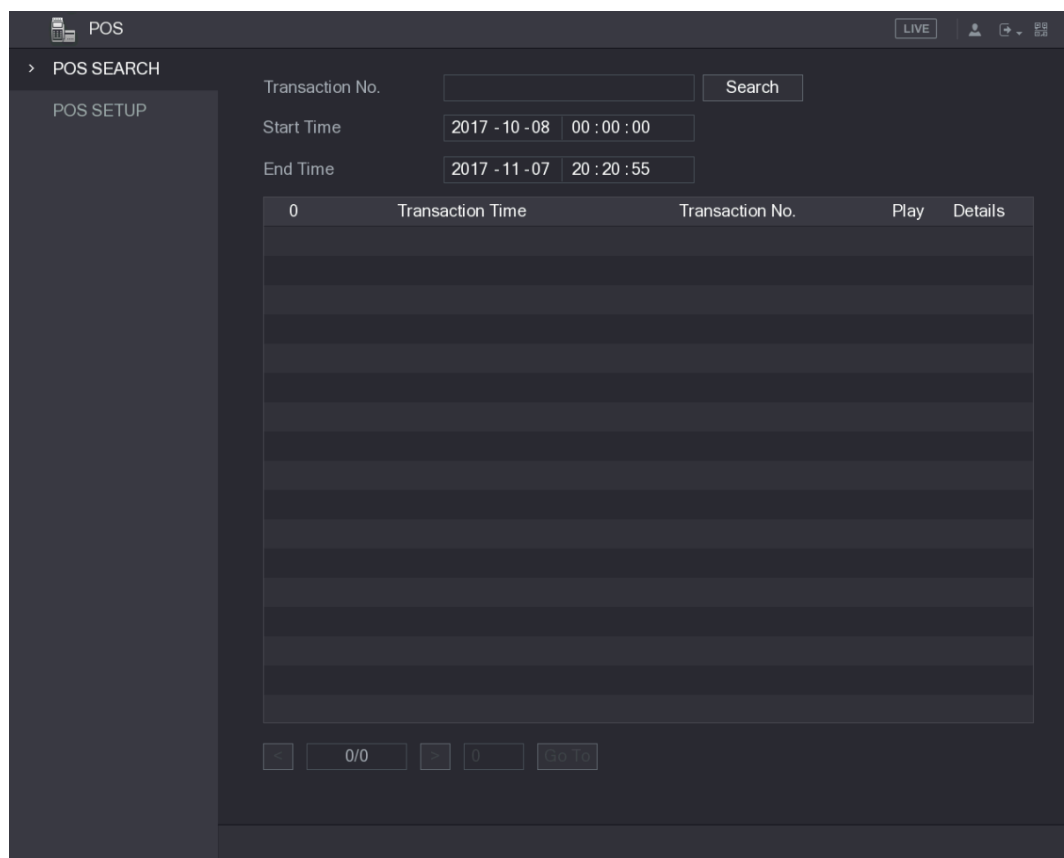 POS
LIVE
POS SEARCH
POS SETUP
Transaction No.
Search
Start Time 2017 -10 -08 00 : 00 : 00
End Time 2017 -11 -07 20 : 20 : 55
0 Transaction Time Transaction No. Play Details
< 0/0 > 0 Go To